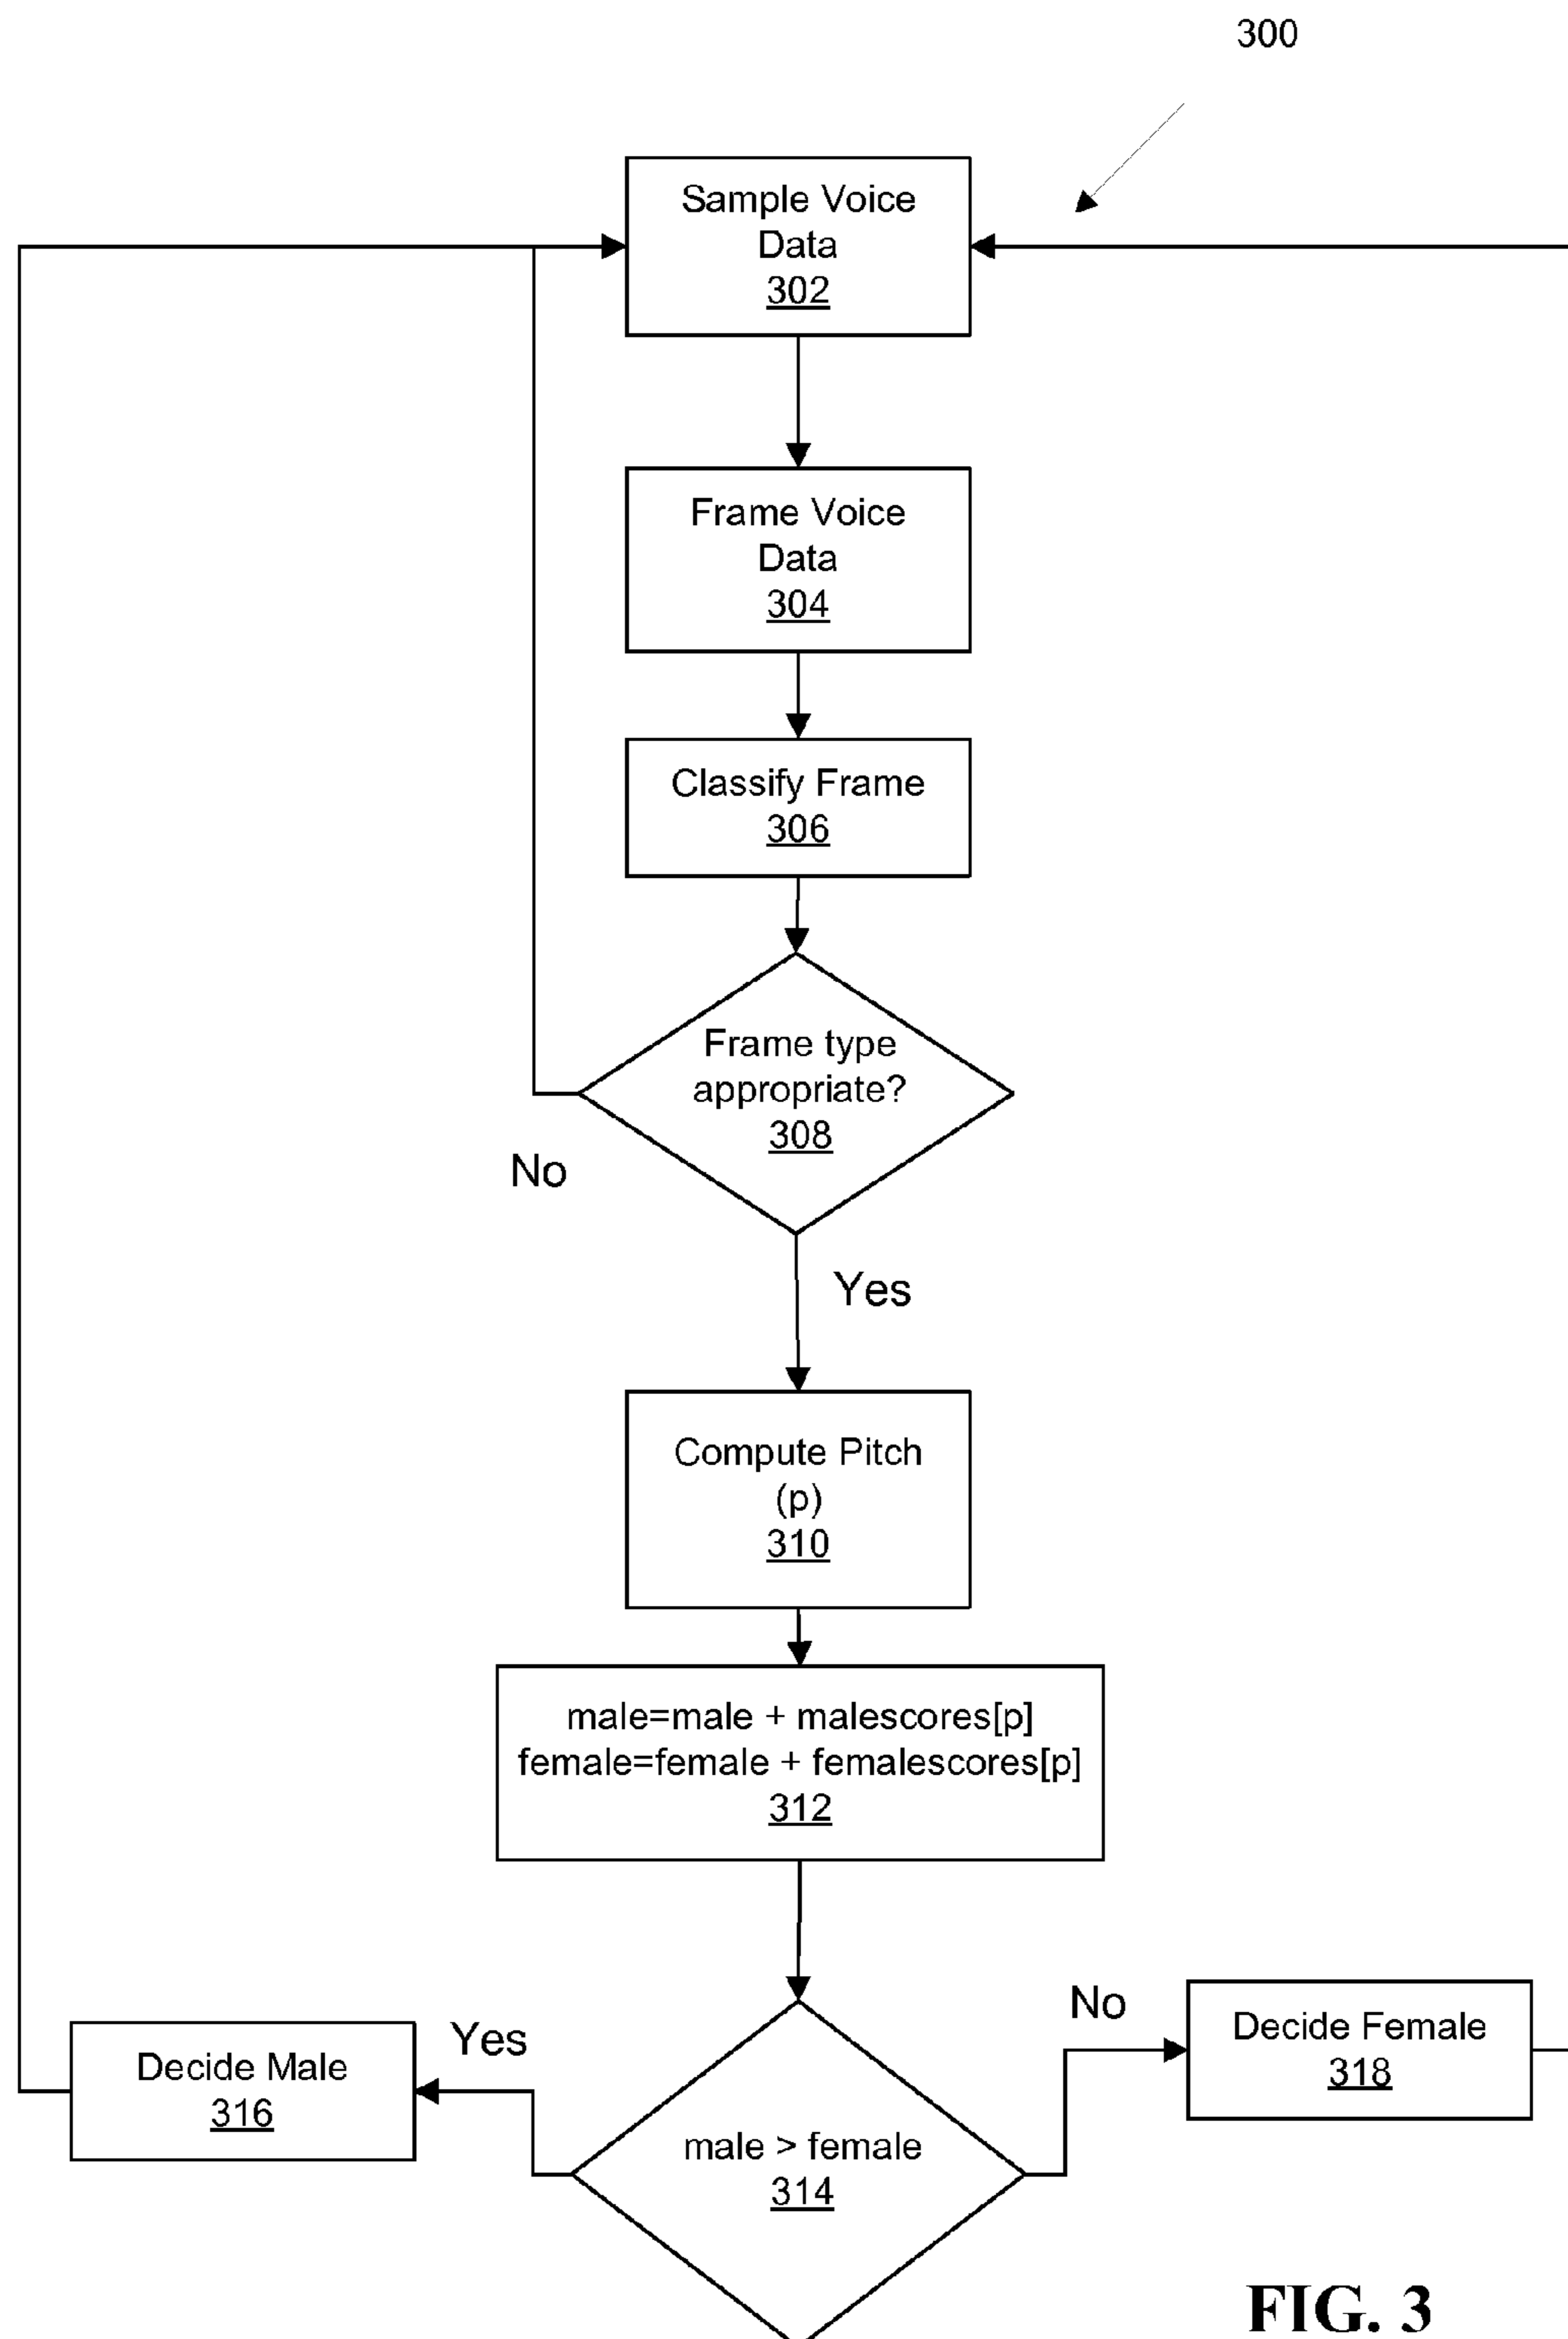 300
Sample Voice
Data
302
Frame Voice
Data
304
Classify Frame
306
Frame type
appropriate?
308
No
Yes
Compute Pitch
(p)
310
male=male + malescores[p]
female=female + femalescores[p]
312
No
Yes
Decide Male
316
Decide Female
318
male > female
314
FIG. 3